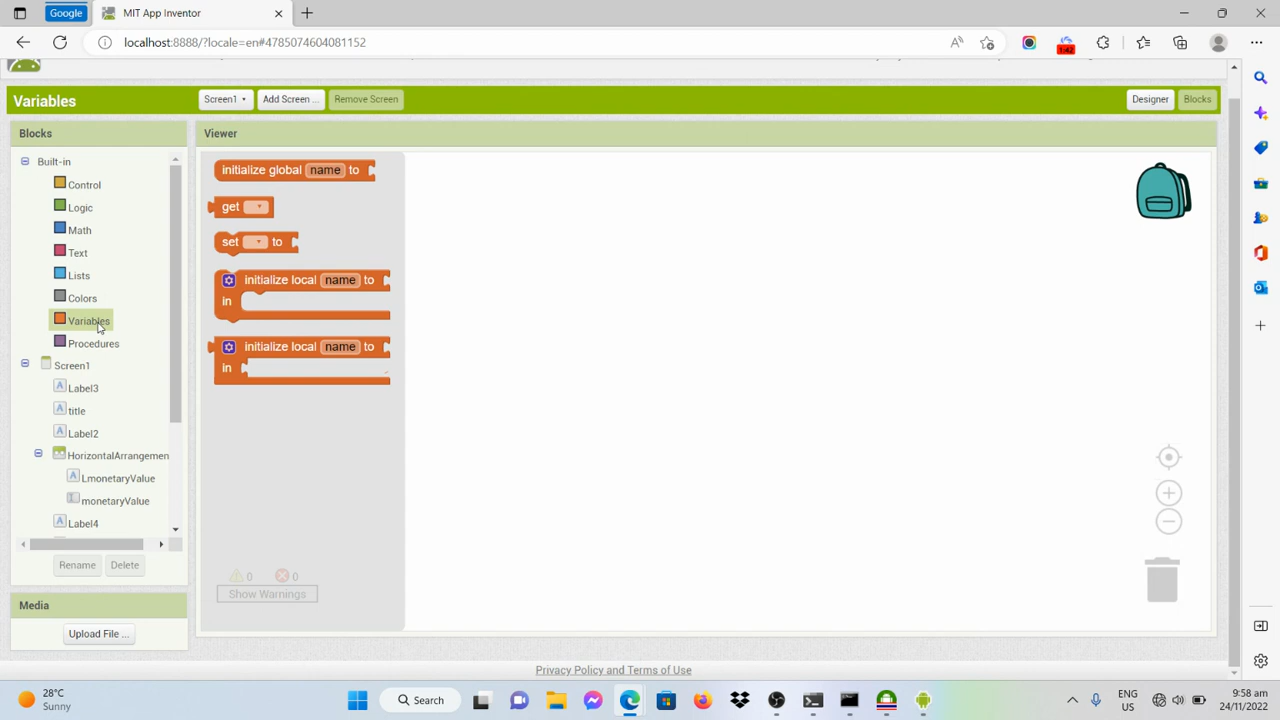 Google
MIT App Inventor
localhost:8888/?locale=en#4785074604081152
1:42
Variables
Screen1
Add Screen ...
Remove Screen
Designer
Blocks
Blocks
Viewer
Built-in
Control
Logic
Math
Text
Lists
Colors
Variables
Procedures
Screen1
Label3
title
Label2
HorizontalArrangemen
LmonetaryValue
monetaryValue
Label4
Rename
Delete
Media
Upload File ...
initialize global name to
get
set to
initialize local name to
in
initialize local name to
in
0
0
Show Warnings
Privacy Policy and Terms of Use
28°C
Sunny
Search
ENG
US
9:58 am
24/11/2022